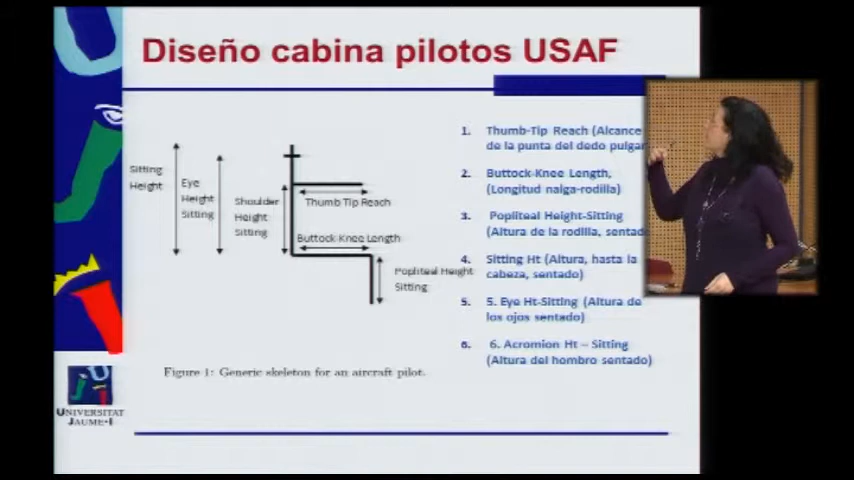 Diseño cabina pilotos USAF
Sitting
Height
Eye
Height
Sitting
Shoulder
Height
Sitting
Thumb Tip Reach
Buttock-Knee Length
Popliteal Height
Sitting
Figure 1: Generic skeleton for an aircraft pilot.
1. Thumb-Tip Reach (Alcance
de la punta del dedo pulgar
2. Buttock-Knee Length,
(Longitud nalga-rodilla)
3. Popliteal Height-Sitting
(Altura de la rodilla, sentad
4. Sitting Ht (Altura, hasta la
cabeza, sentado)
5. 5. Eye Ht-Sitting (Altura de
los ojos sentado)
6. 6. Acromion Ht – Sitting
(Altura del hombro sentado)
UNIVERSITAT
JAUME·I